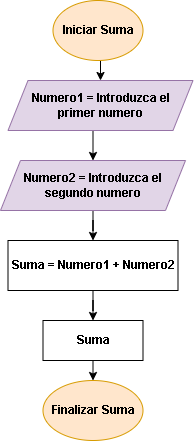 Iniciar Suma
Numero1 = Introduzca el
primer numero
Numero2 = Introduzca el
segundo numero
Suma = Numero1 + Numero2
Suma
Finalizar Suma